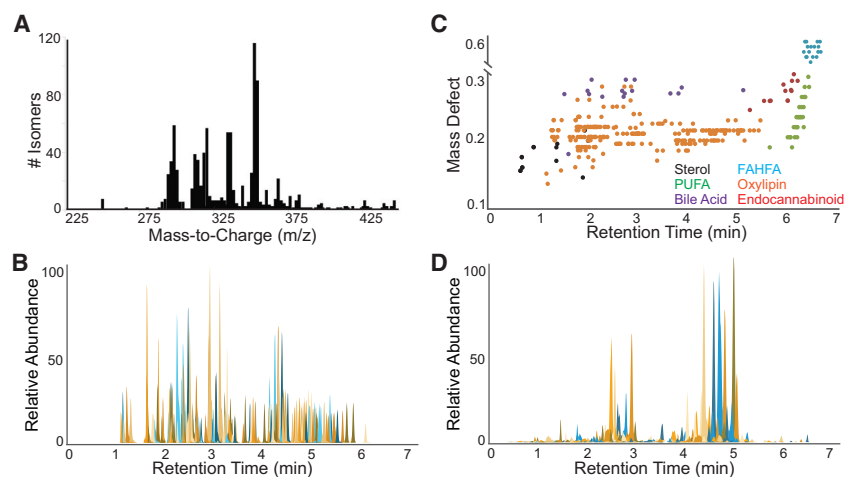 A
120
80
40
0
# Isomers
225 275 325 375 425
Mass-to-Charge (m/z)
B
100
50
0
Relative Abundance
0 1 2 3 4 5 6 7
Retention Time (min)
C
0.6
0.3
0.2
0.1
Mass Defect
Sterol FAHFA
PUFA Oxylipin
Bile Acid Endocannabinoid
0 1 2 3 4 5 6 7
Retention Time (min)
D
100
50
0
Relative Abundance
0 1 2 3 4 5 6 7
Retention Time (min)